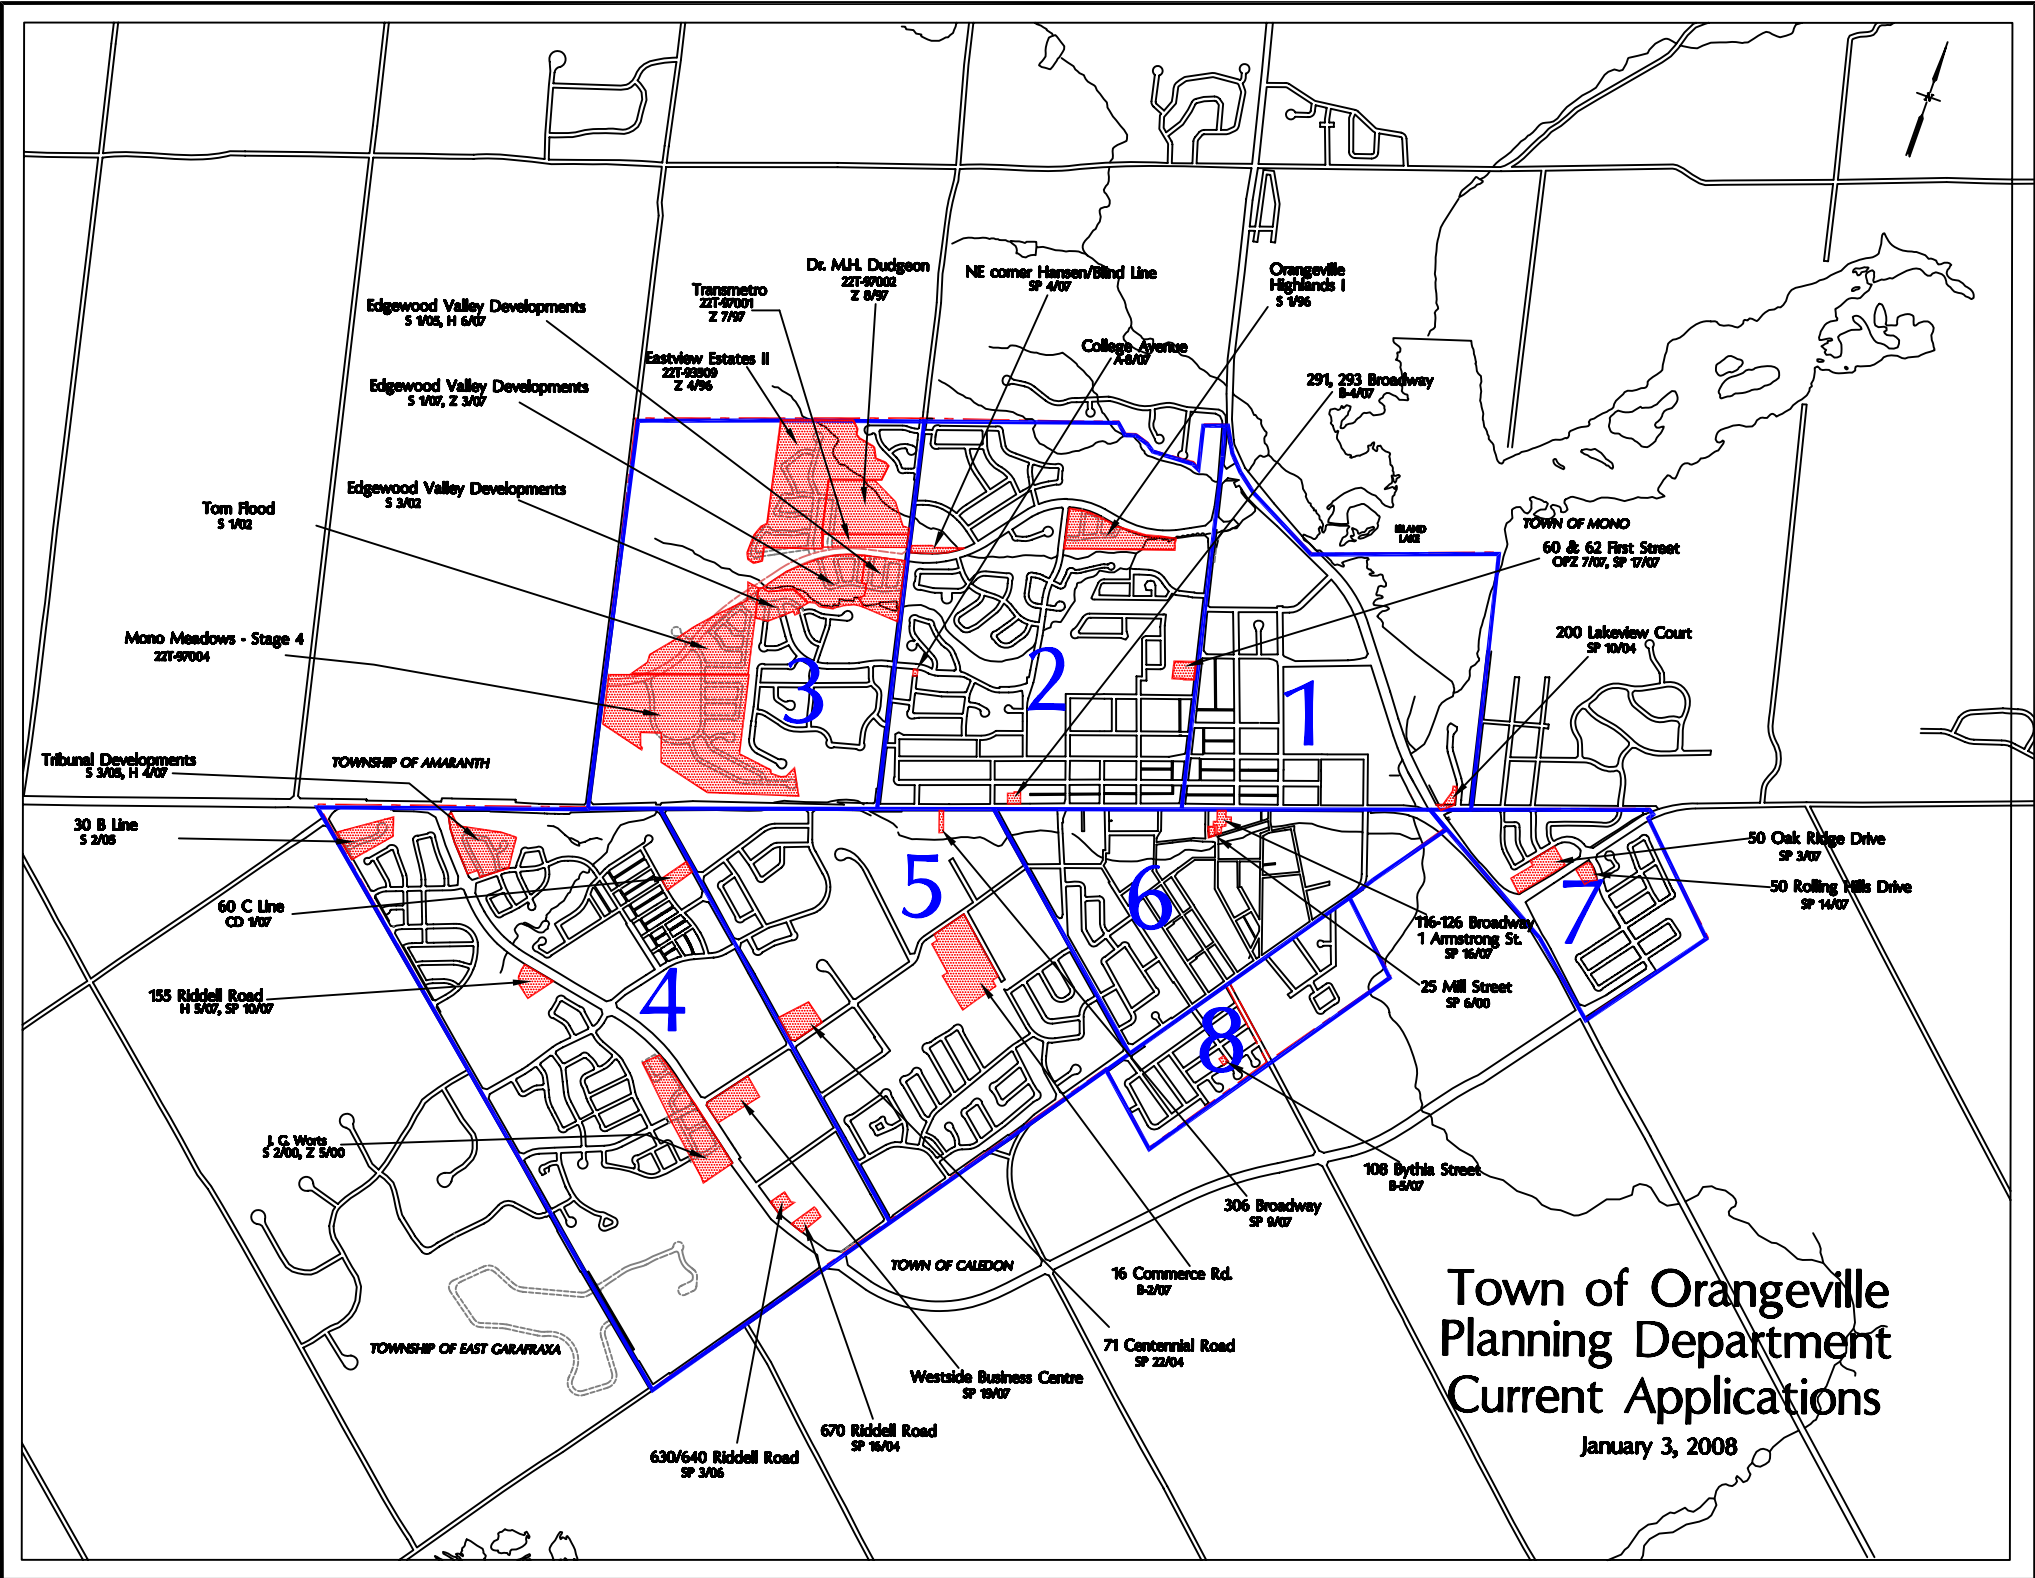 N
Dr. M.H. Dudgeon
22T-97002
Z 8/97
NE corner Hansen/Blind Line
SP 4/07
Orangeville
Highlands I
S 1/96
Transmetro
22T-97001
Z 7/97
Edgewood Valley Developments
S 1/05, H 6/07
College Avenue
A-8/07
Eastview Estates II
22T-93509
Z 4/96
291, 293 Broadway
B-4/07
Edgewood Valley Developments
S 1/07, Z 3/07
Edgewood Valley Developments
S 3/02
Tom Flood
S 1/02
ISLAND
LAKE
TOWN OF MONO
60 & 62 First Street
OPZ 7/07, SP 17/07
Mono Meadows - Stage 4
22T-97004
200 Lakeview Court
SP 10/04
3
2
1
Tribunal Developments
S 3/05, H 4/07
TOWNSHIP OF AMARANTH
30 B Line
S 2/05
50 Oak Ridge Drive
SP 3/07
50 Rolling Hills Drive
SP 14/07
5
6
7
60 C Line
CD 1/07
116-126 Broadway
1 Armstrong St.
SP 16/07
155 Riddell Road
H 5/07, SP 10/07
4
25 Mill Street
SP 6/00
8
J. G. Worts
S 2/00, Z 5/00
108 Bythia Street
B-5/07
306 Broadway
SP 9/07
TOWN OF CALEDON
16 Commerce Rd.
B-2/07
TOWNSHIP OF EAST GARAFRAXA
71 Centennial Road
SP 22/04
Westside Business Centre
SP 19/07
670 Riddell Road
SP 16/04
630/640 Riddell Road
SP 3/06
Town of Orangeville
Planning Department
Current Applications
January 3, 2008